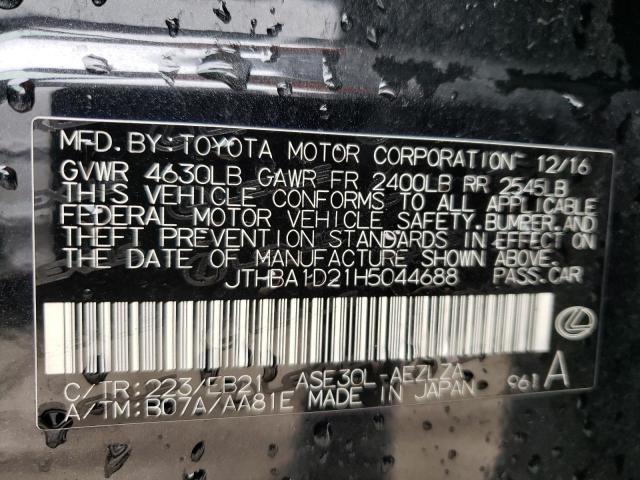 MFD. BY: TOYOTA MOTOR CORPORATION 12/16
GVWR 4630LB GAWR FR 2400LB RR 2545LB
THIS VEHICLE CONFORMS TO ALL APPLICABLE
FEDERAL MOTOR VEHICLE SAFETY, BUMPER, AND
THEFT PREVENTION STANDARDS IN EFFECT ON
THE DATE OF MANUFACTURE SHOWN ABOVE.
JTHBA1D21H5044688 PASS. CAR
C/TR: 223/EB21 ASE30L-AEZLZA
A/TM: B07A/AA81E MADE IN JAPAN 961 A